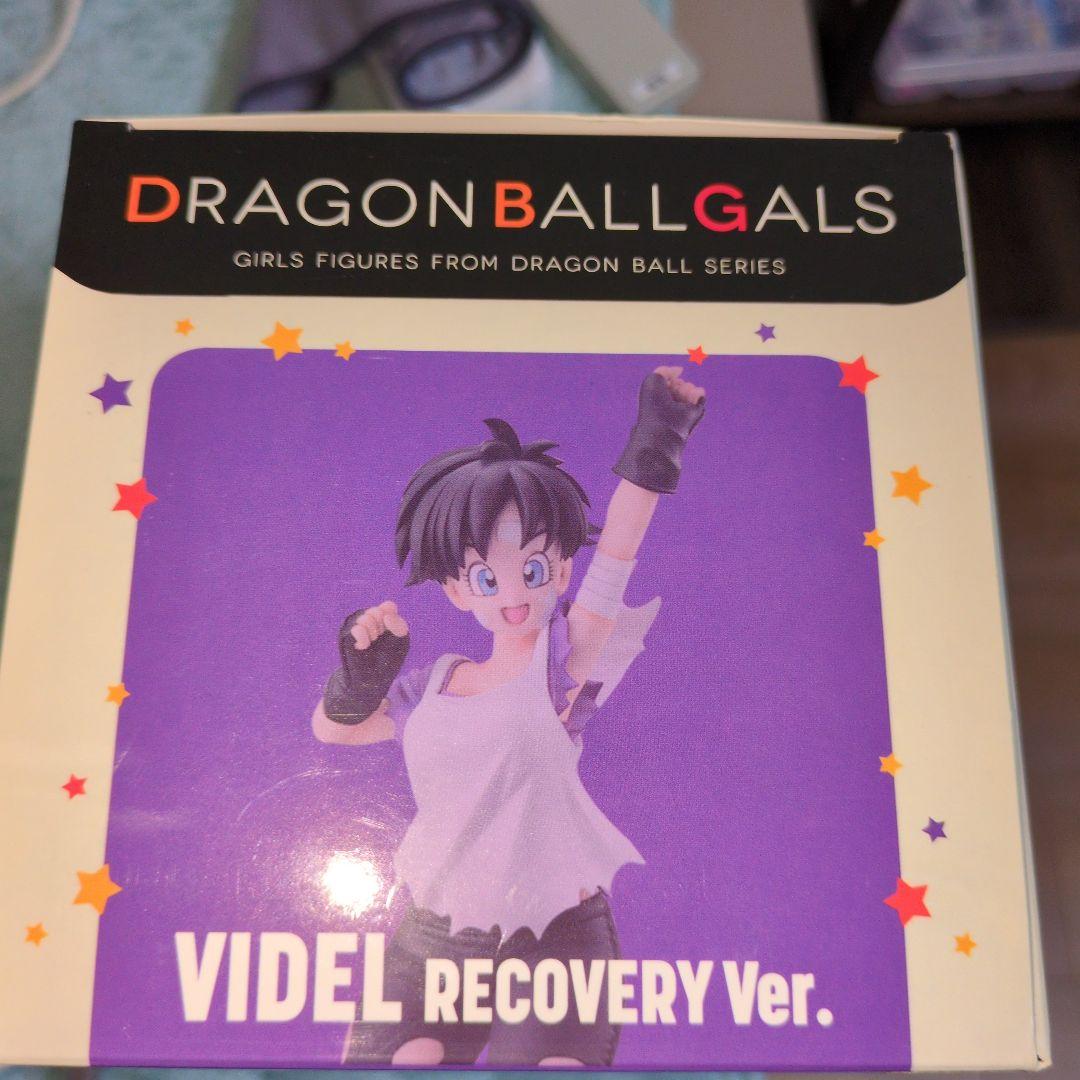 DRAGONBALLGALS
GIRLS FIGURES FROM DRAGON BALL SERIES
VIDEL RECOVERY Ver.